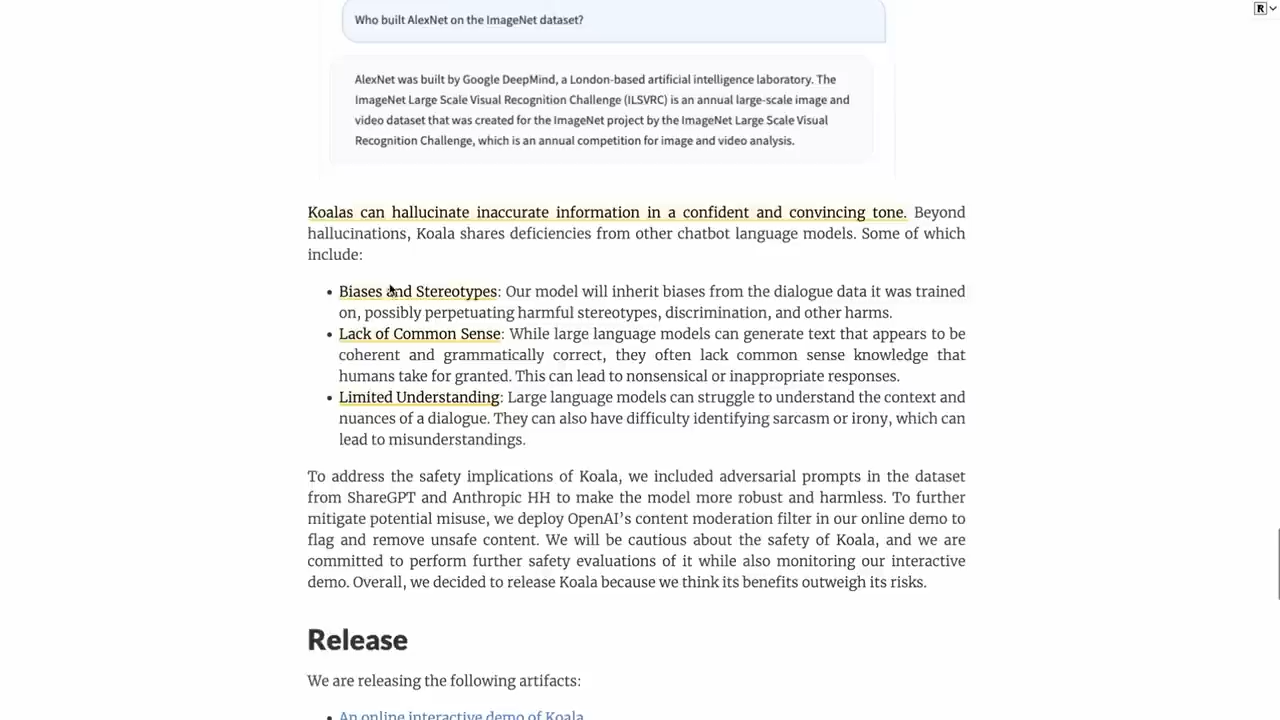 R
Who built AlexNet on the ImageNet dataset?
AlexNet was built by Google DeepMind, a London-based artificial intelligence laboratory. The
ImageNet Large Scale Visual Recognition Challenge (ILSVRC) is an annual large-scale image and
video dataset that was created for the ImageNet project by the ImageNet Large Scale Visual
Recognition Challenge, which is an annual competition for image and video analysis.
Koalas can hallucinate inaccurate information in a confident and convincing tone. Beyond
hallucinations, Koala shares deficiencies from other chatbot language models. Some of which
include:
• Biases and Stereotypes: Our model will inherit biases from the dialogue data it was trained
on, possibly perpetuating harmful stereotypes, discrimination, and other harms.
• Lack of Common Sense: While large language models can generate text that appears to be
coherent and grammatically correct, they often lack common sense knowledge that
humans take for granted. This can lead to nonsensical or inappropriate responses.
• Limited Understanding: Large language models can struggle to understand the context and
nuances of a dialogue. They can also have difficulty identifying sarcasm or irony, which can
lead to misunderstandings.
To address the safety implications of Koala, we included adversarial prompts in the dataset
from ShareGPT and Anthropic HH to make the model more robust and harmless. To further
mitigate potential misuse, we deploy OpenAI’s content moderation filter in our online demo to
flag and remove unsafe content. We will be cautious about the safety of Koala, and we are
committed to perform further safety evaluations of it while also monitoring our interactive
demo. Overall, we decided to release Koala because we think its benefits outweigh its risks.
Release
We are releasing the following artifacts:
• An online interactive demo of Koala